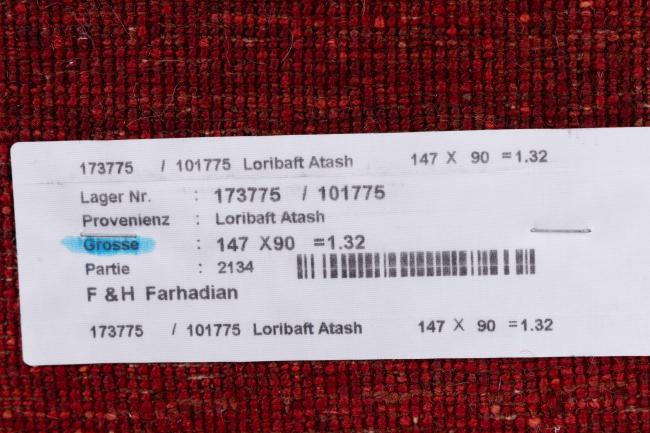 173775 / 101775 Loribaft Atash 147 X 90 =1.32
Lager Nr. : 173775 / 101775
Provenienz : Loribaft Atash
Grosse : 147 X90 =1.32
Partie : 2134
F &H Farhadian
173775 / 101775 Loribaft Atash 147 X 90 =1.32